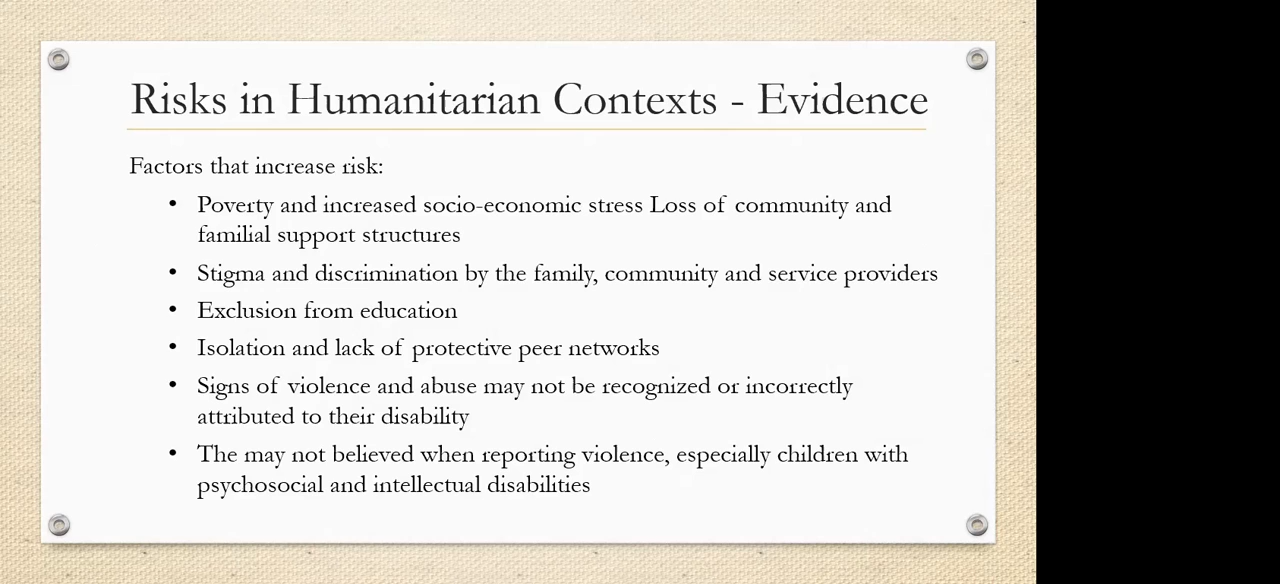 Risks in Humanitarian Contexts - Evidence
Factors that increase risk:
• Poverty and increased socio-economic stress Loss of community and
familial support structures
• Stigma and discrimination by the family, community and service providers
• Exclusion from education
• Isolation and lack of protective peer networks
• Signs of violence and abuse may not be recognized or incorrectly
attributed to their disability
• The may not believed when reporting violence, especially children with
psychosocial and intellectual disabilities